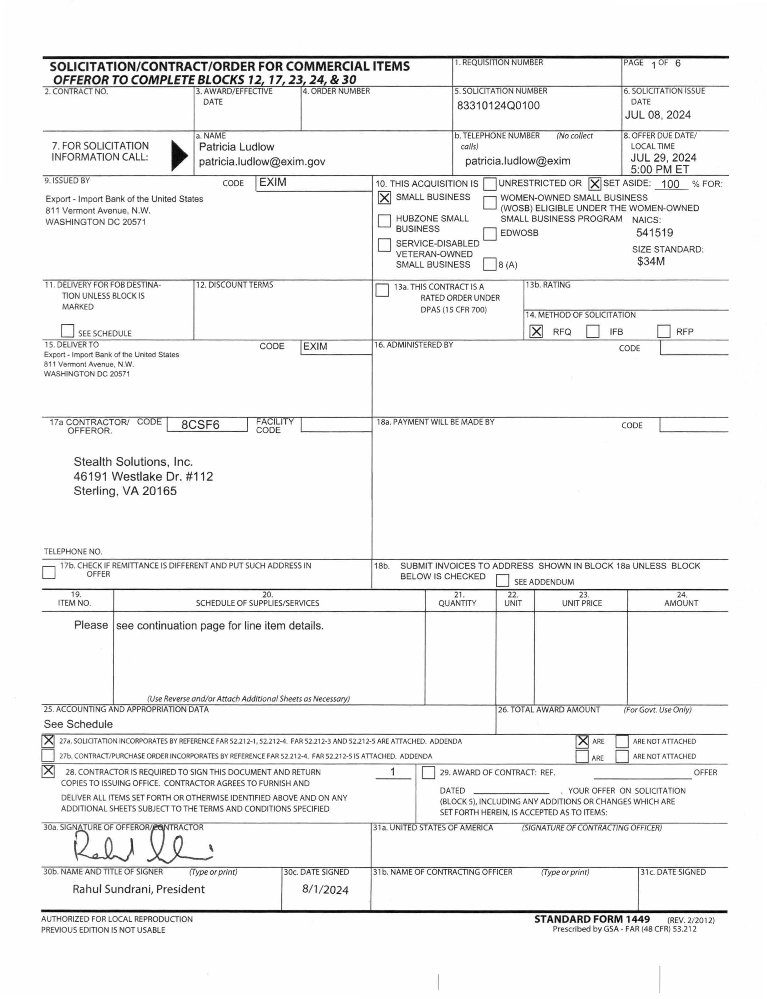 SOLICITATION/CONTRACT/ORDER FOR COMMERCIAL ITEMS
OFFEROR TO COMPLETE BLOCKS 12, 17, 23, 24, & 30
1. REQUISITION NUMBER
PAGE 1 OF 6
2. CONTRACT NO.
3. AWARD/EFFECTIVE
DATE
4. ORDER NUMBER
5. SOLICITATION NUMBER
83310124Q0100
6. SOLICITATION ISSUE
DATE
JUL 08, 2024
7. FOR SOLICITATION
INFORMATION CALL:
a. NAME
Patricia Ludlow
patricia.ludlow@exim.gov
b. TELEPHONE NUMBER (No collect
calls)
patricia.ludlow@exim
8. OFFER DUE DATE/
LOCAL TIME
JUL 29, 2024
5:00 PM ET
9. ISSUED BY
CODE EXIM
Export - Import Bank of the United States
811 Vermont Avenue, N.W.
WASHINGTON DC 20571
10. THIS ACQUISITION IS UNRESTRICTED OR X SET ASIDE: 100 % FOR:
X SMALL BUSINESS
HUBZONE SMALL
BUSINESS
SERVICE-DISABLED
VETERAN-OWNED
SMALL BUSINESS
WOMEN-OWNED SMALL BUSINESS
(WOSB) ELIGIBLE UNDER THE WOMEN-OWNED
SMALL BUSINESS PROGRAM
EDWOSB
8 (A)
NAICS:
541519
SIZE STANDARD:
$34M
11. DELIVERY FOR FOB DESTINA-
TION UNLESS BLOCK IS
MARKED
SEE SCHEDULE
12. DISCOUNT TERMS
13a. THIS CONTRACT IS A
RATED ORDER UNDER
DPAS (15 CFR 700)
13b. RATING
14. METHOD OF SOLICITATION
X RFQ IFB RFP
15. DELIVER TO
CODE EXIM
Export - Import Bank of the United States
811 Vermont Avenue, N.W.
WASHINGTON DC 20571
16. ADMINISTERED BY
CODE
17a CONTRACTOR/ CODE 8CSF6 FACILITY
OFFEROR. CODE
Stealth Solutions, Inc.
46191 Westlake Dr. #112
Sterling, VA 20165
TELEPHONE NO.
18a. PAYMENT WILL BE MADE BY
CODE
17b. CHECK IF REMITTANCE IS DIFFERENT AND PUT SUCH ADDRESS IN
OFFER
18b. SUBMIT INVOICES TO ADDRESS SHOWN IN BLOCK 18a UNLESS BLOCK
BELOW IS CHECKED SEE ADDENDUM
19.
ITEM NO.
20.
SCHEDULE OF SUPPLIES/SERVICES
21.
QUANTITY
22.
UNIT
23.
UNIT PRICE
24.
AMOUNT
Please see continuation page for line item details.
(Use Reverse and/or Attach Additional Sheets as Necessary)
25. ACCOUNTING AND APPROPRIATION DATA
See Schedule
26. TOTAL AWARD AMOUNT (For Govt. Use Only)
X 27a. SOLICITATION INCORPORATES BY REFERENCE FAR 52.212-1, 52.212-4. FAR 52.212-3 AND 52.212-5 ARE ATTACHED. ADDENDA X ARE ARE NOT ATTACHED
27b. CONTRACT/PURCHASE ORDER INCORPORATES BY REFERENCE FAR 52.212-4. FAR 52.212-5 IS ATTACHED. ADDENDA ARE ARE NOT ATTACHED
X 28. CONTRACTOR IS REQUIRED TO SIGN THIS DOCUMENT AND RETURN 1
COPIES TO ISSUING OFFICE. CONTRACTOR AGREES TO FURNISH AND
DELIVER ALL ITEMS SET FORTH OR OTHERWISE IDENTIFIED ABOVE AND ON ANY
ADDITIONAL SHEETS SUBJECT TO THE TERMS AND CONDITIONS SPECIFIED
29. AWARD OF CONTRACT: REF. OFFER
DATED . YOUR OFFER ON SOLICITATION
(BLOCK 5), INCLUDING ANY ADDITIONS OR CHANGES WHICH ARE
SET FORTH HEREIN, IS ACCEPTED AS TO ITEMS:
30a. SIGNATURE OF OFFEROR/CONTRACTOR
31a. UNITED STATES OF AMERICA (SIGNATURE OF CONTRACTING OFFICER)
30b. NAME AND TITLE OF SIGNER (Type or print)
Rahul Sundrani, President
30c. DATE SIGNED
8/1/2024
31b. NAME OF CONTRACTING OFFICER (Type or print)
31c. DATE SIGNED
AUTHORIZED FOR LOCAL REPRODUCTION
PREVIOUS EDITION IS NOT USABLE
STANDARD FORM 1449 (REV. 2/2012)
Prescribed by GSA - FAR (48 CFR) 53.212